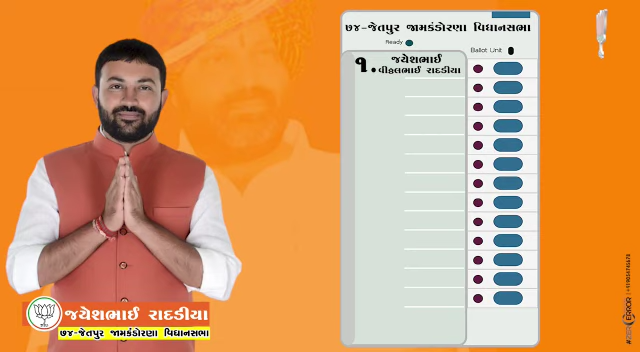 ૭૪-જેતપુર જામકંડોરણા વિધાનસભા
Ready
Ballot Unit
૧. જયેશભાઈ
વીઠ્ઠલભાઈ રાદડીયા
જયેશભાઈ રાદડીયા
૭૪-જેતપુર જામકંડોરણા વિધાનસભા